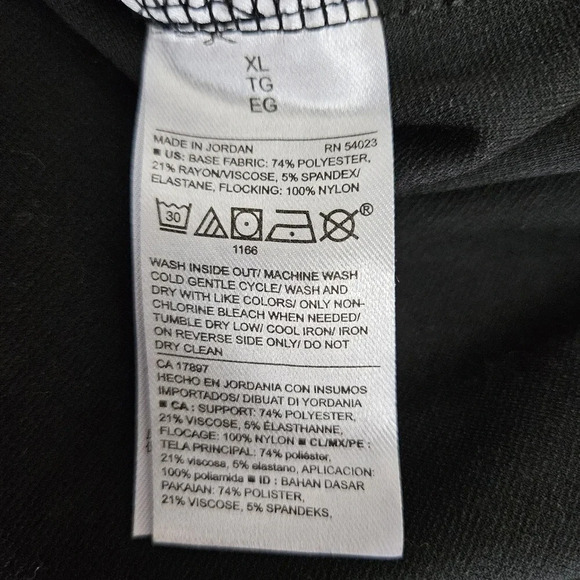 XL
TG
EG
MADE IN JORDAN RN 54023
■ US: BASE FABRIC: 74% POLYESTER,
21% RAYON/VISCOSE, 5% SPANDEX/
ELASTANE, FLOCKING: 100% NYLON
30 ®
1166
WASH INSIDE OUT/ MACHINE WASH
COLD GENTLE CYCLE/ WASH AND
DRY WITH LIKE COLORS/ ONLY NON-
CHLORINE BLEACH WHEN NEEDED/
TUMBLE DRY LOW/ COOL IRON/ IRON
ON REVERSE SIDE ONLY/ DO NOT
DRY CLEAN
CA 17897
HECHO EN JORDANIA CON INSUMOS
IMPORTADOS/ DIBUAT DI YORDANIA
■ CA : SUPPORT: 74% POLYESTER,
21% VISCOSE, 5% ÉLASTHANNE,
FLOCAGE: 100% NYLON ■ CL/MX/PE :
TELA PRINCIPAL: 74% poliéster,
21% viscosa, 5% elastano, APLICACION:
100% poliamida ■ ID : BAHAN DASAR
PAKAIAN: 74% POLISTER,
21% VISCOSE, 5% SPANDEKS,